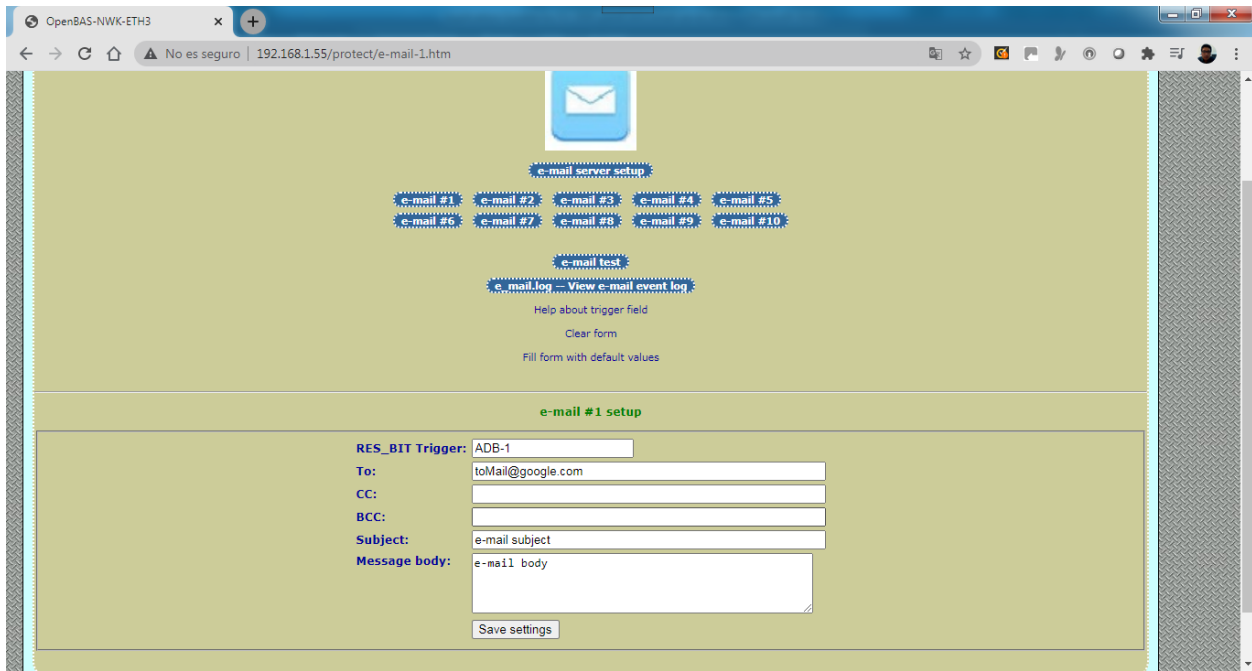 OpenBAS-NWK-ETH3
No es seguro | 192.168.1.55/protect/e-mail-1.htm
e-mail server setup
e-mail #1 e-mail #2 e-mail #3 e-mail #4 e-mail #5
e-mail #6 e-mail #7 e-mail #8 e-mail #9 e-mail #10
e-mail test
e_mail.log — View e-mail event log
Help about trigger field
Clear form
Fill form with default values
e-mail #1 setup
RES_BIT Trigger: ADB-1
To: toMail@google.com
CC:
BCC:
Subject: e-mail subject
Message body: e-mail body
Save settings